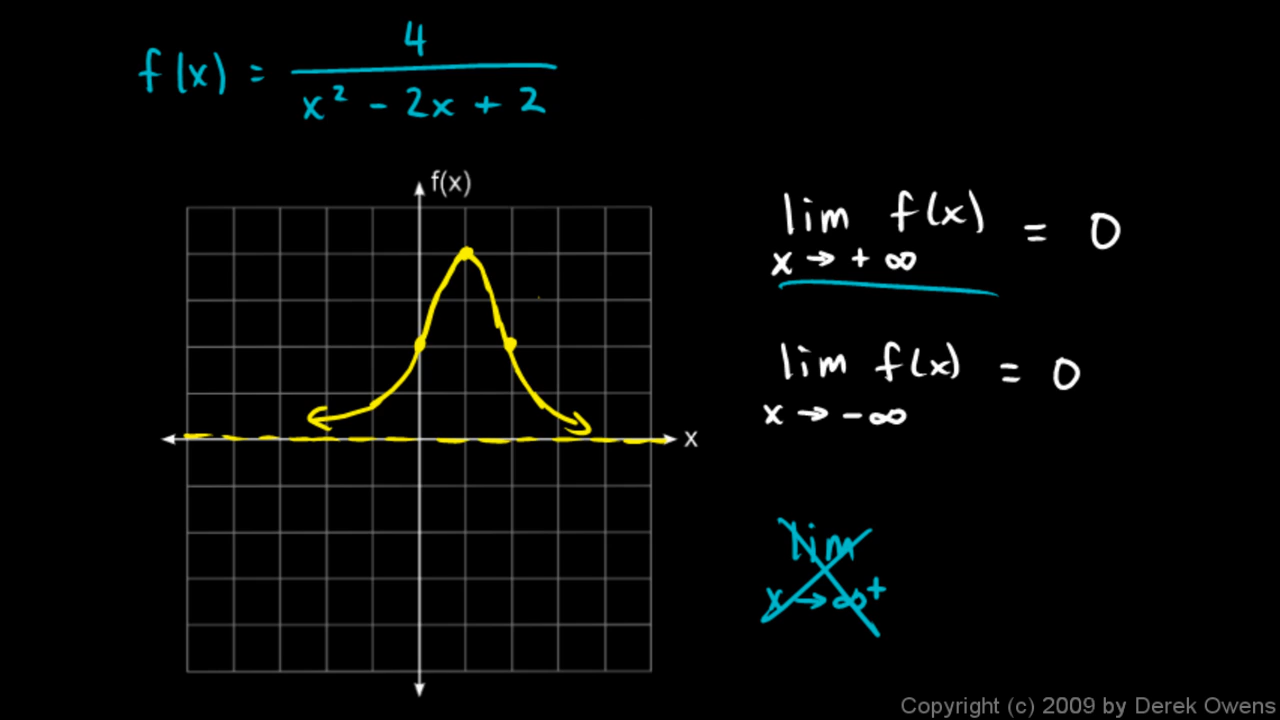 f(x) = 4 / (x² - 2x + 2)
f(x)
x
lim f(x) = 0
x → + ∞
lim f(x) = 0
x → -∞
lim
x → ∞⁺
Copyright (c) 2009 by Derek Owens